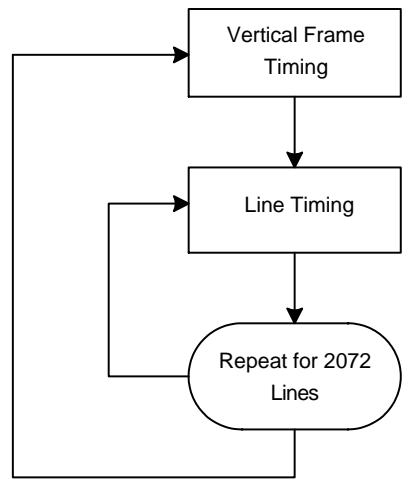 Vertical Frame
Timing
Line Timing
Repeat for 2072
Lines